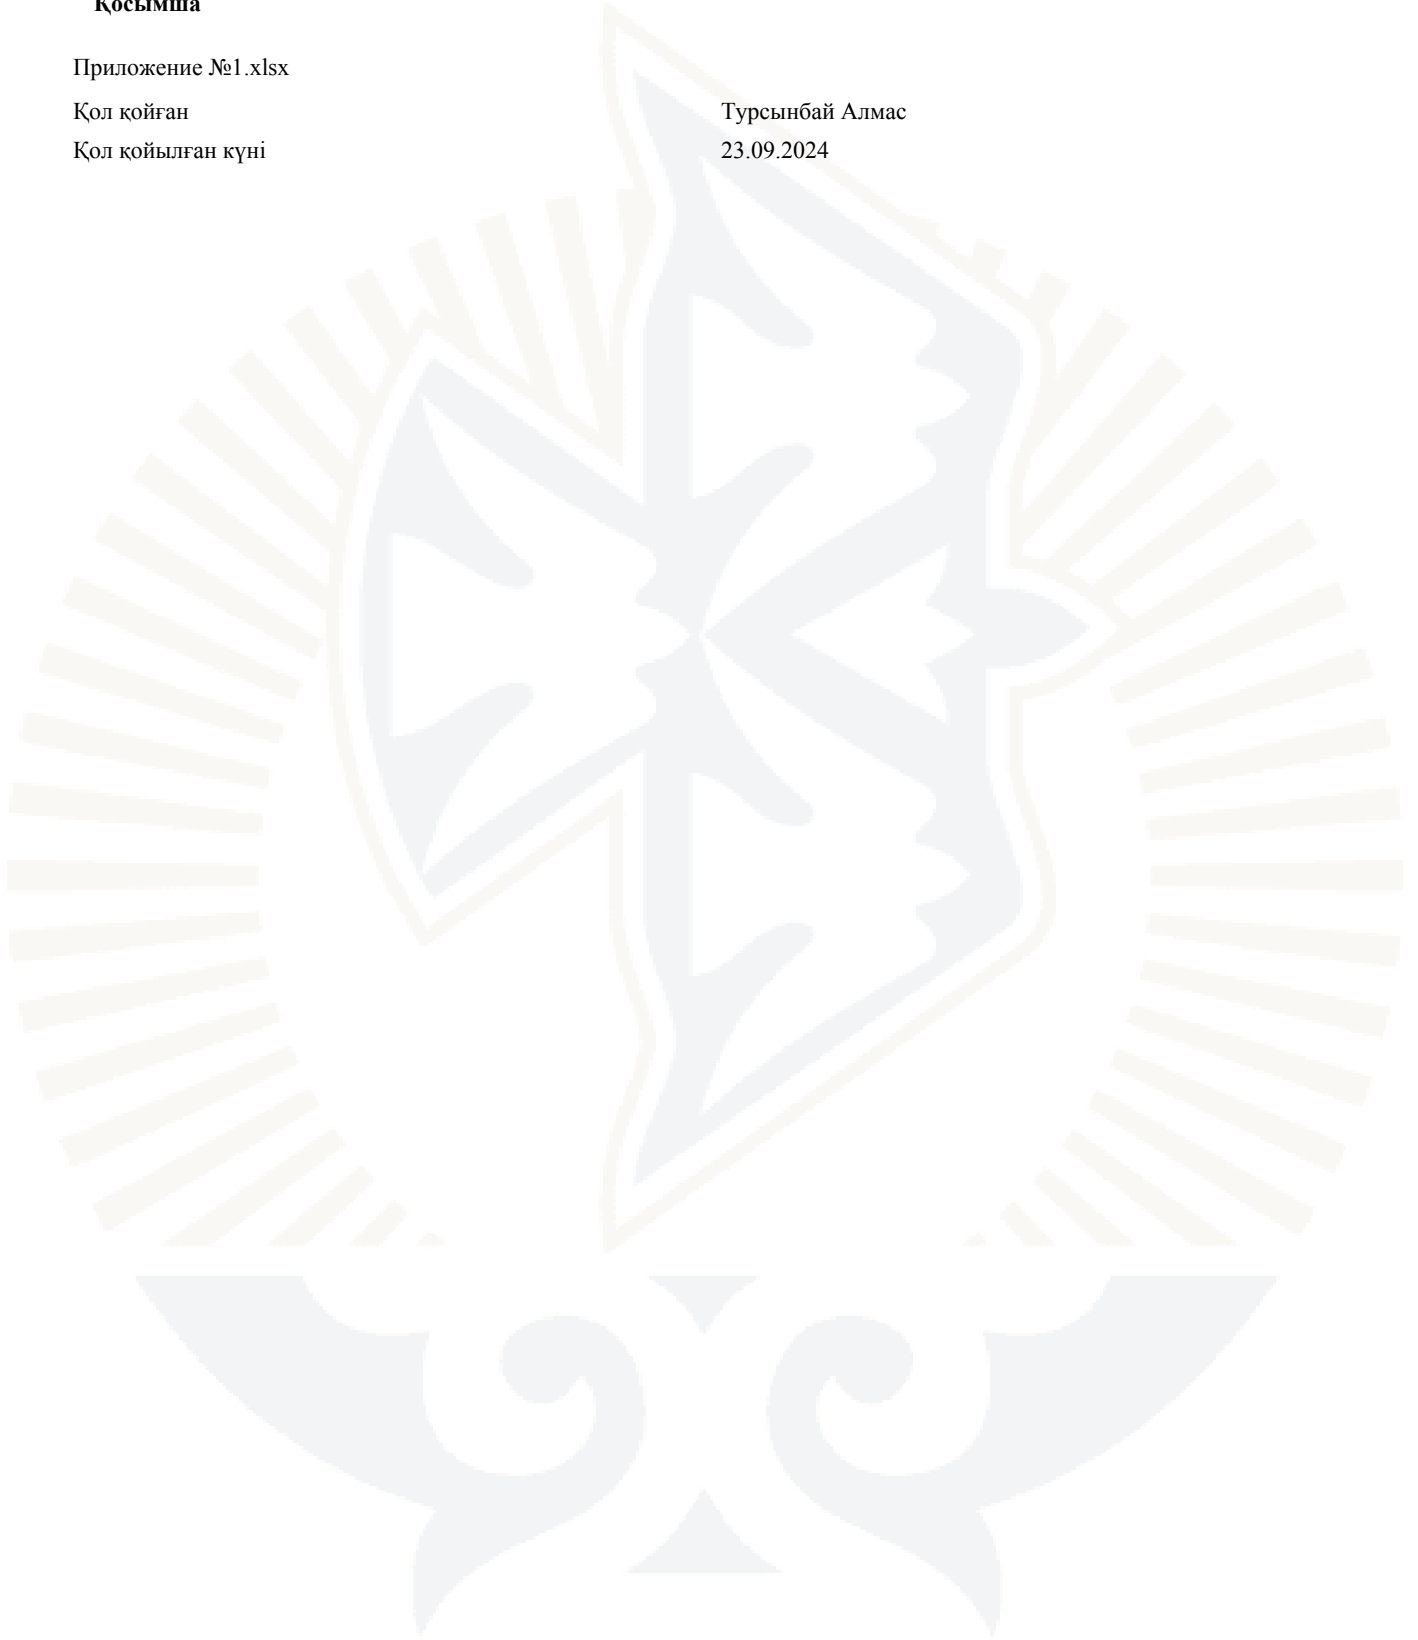 Қосымша
Приложение №1.xlsx
Қол қойған Турсынбай Алмас
Қол қойылған күні 23.09.2024